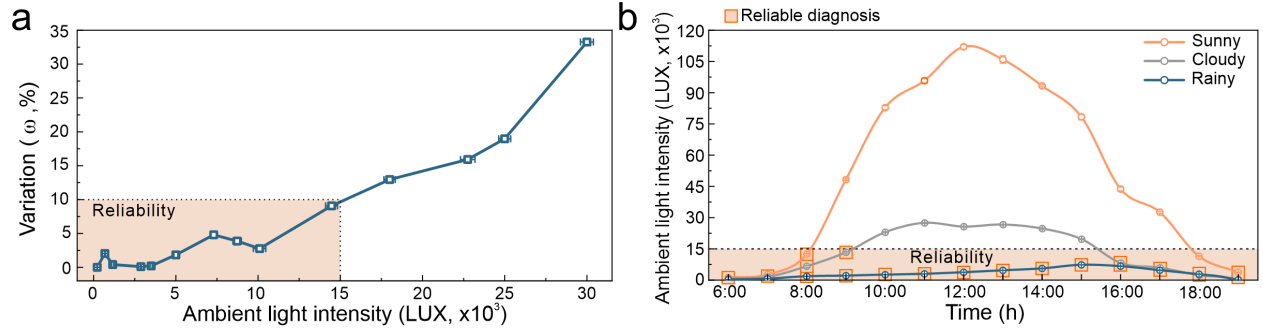 a
35
30
25
20
15
10
5
0
Variation ( ω ,%)
Reliability
0 5 10 15 20 25 30
Ambient light intensity (LUX, x10³)
b
Reliable diagnosis
120
105
90
75
60
45
30
15
0
Ambient light intensity (LUX, x10³)
Sunny
Cloudy
Rainy
Reliability
6:00 8:00 10:00 12:00 14:00 16:00 18:00
Time (h)